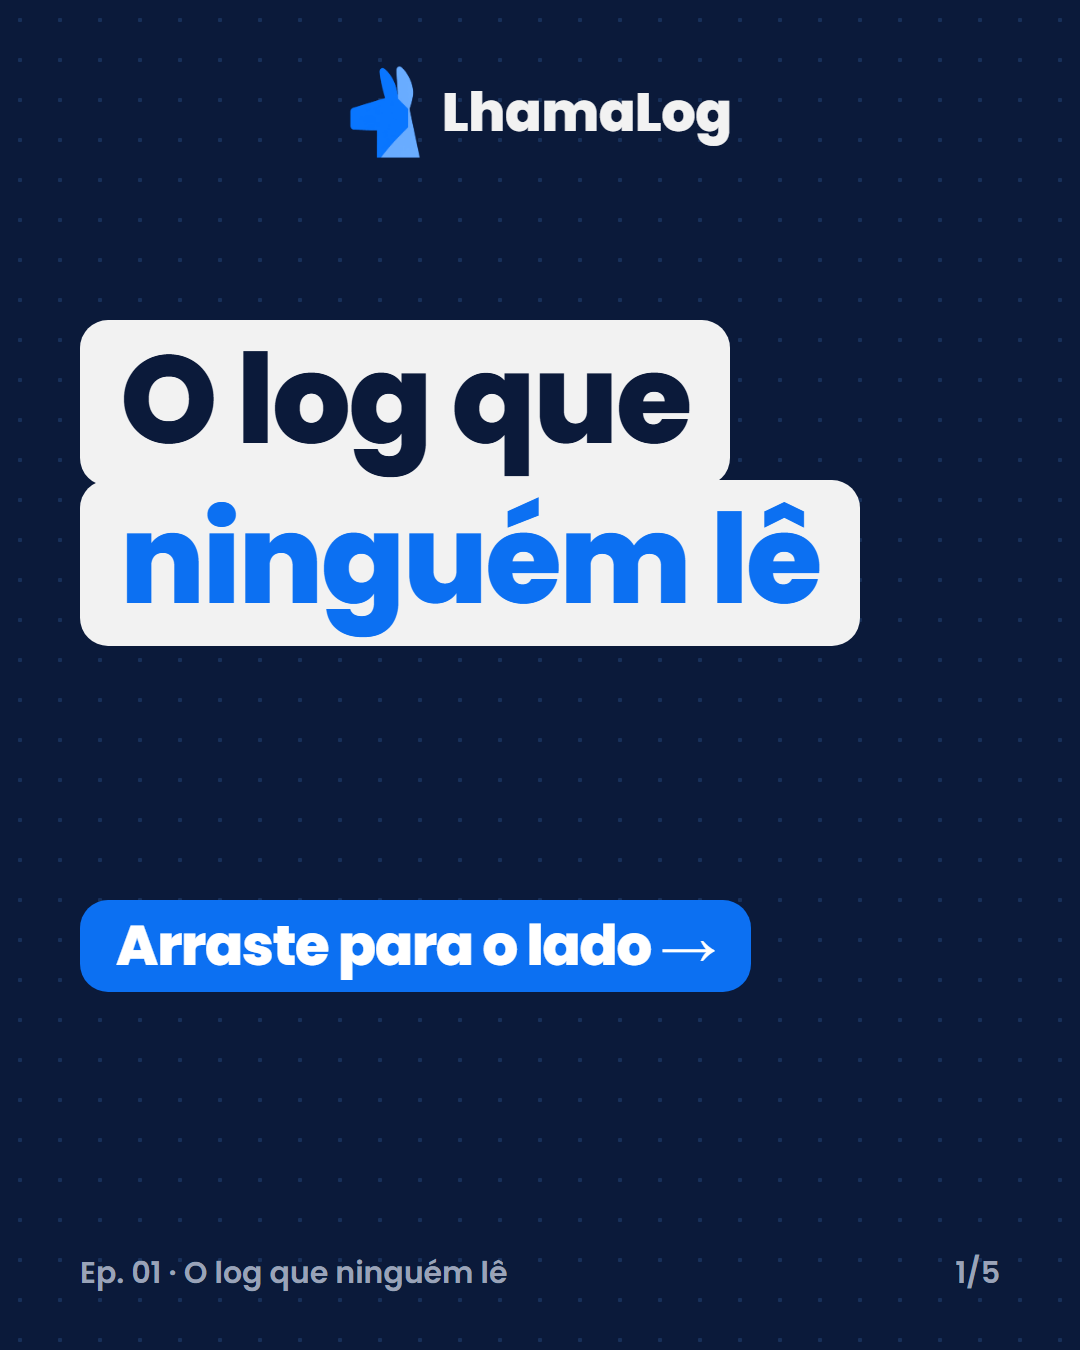 LhamaLog
O log que
ninguém lê
Arraste para o lado →
Ep. 01 · O log que ninguém lê
1/5